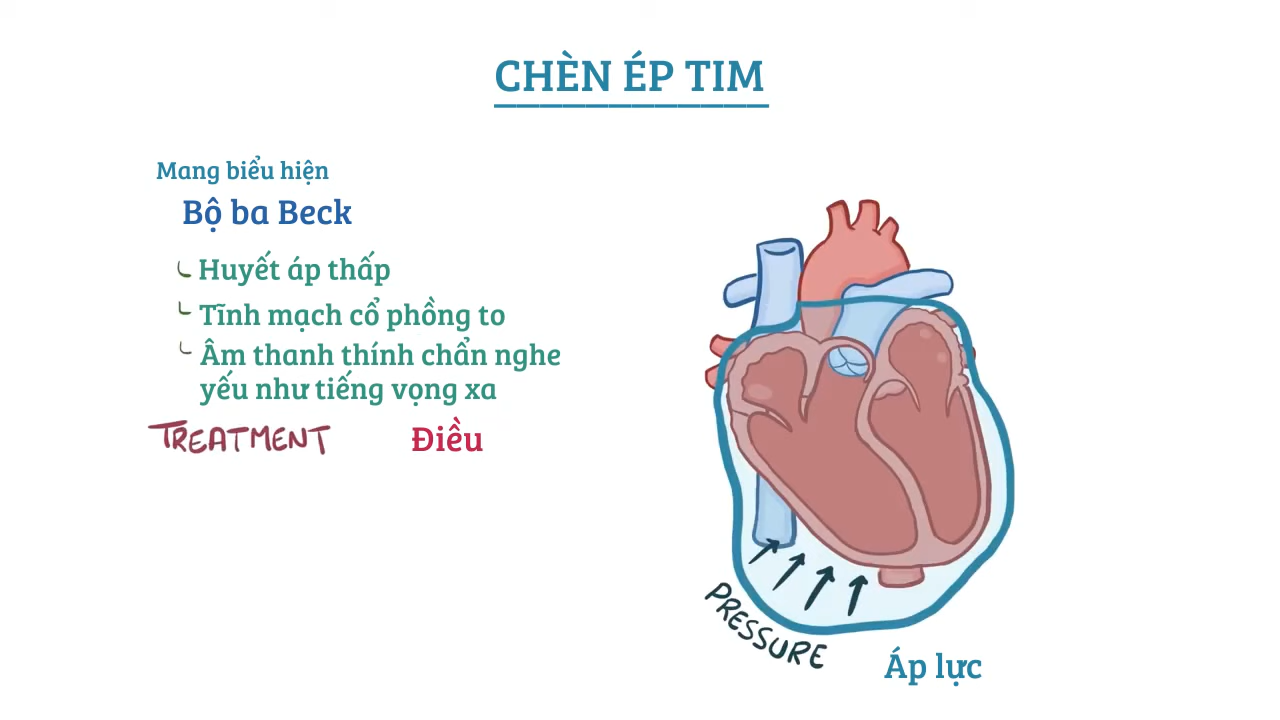 CHÈN ÉP TIM
Mang biểu hiện
Bộ ba Beck
Huyết áp thấp
Tĩnh mạch cổ phồng to
Âm thanh thính chẩn nghe
yếu như tiếng vọng xa
TREATMENT Điều
PRESSURE
Áp lực